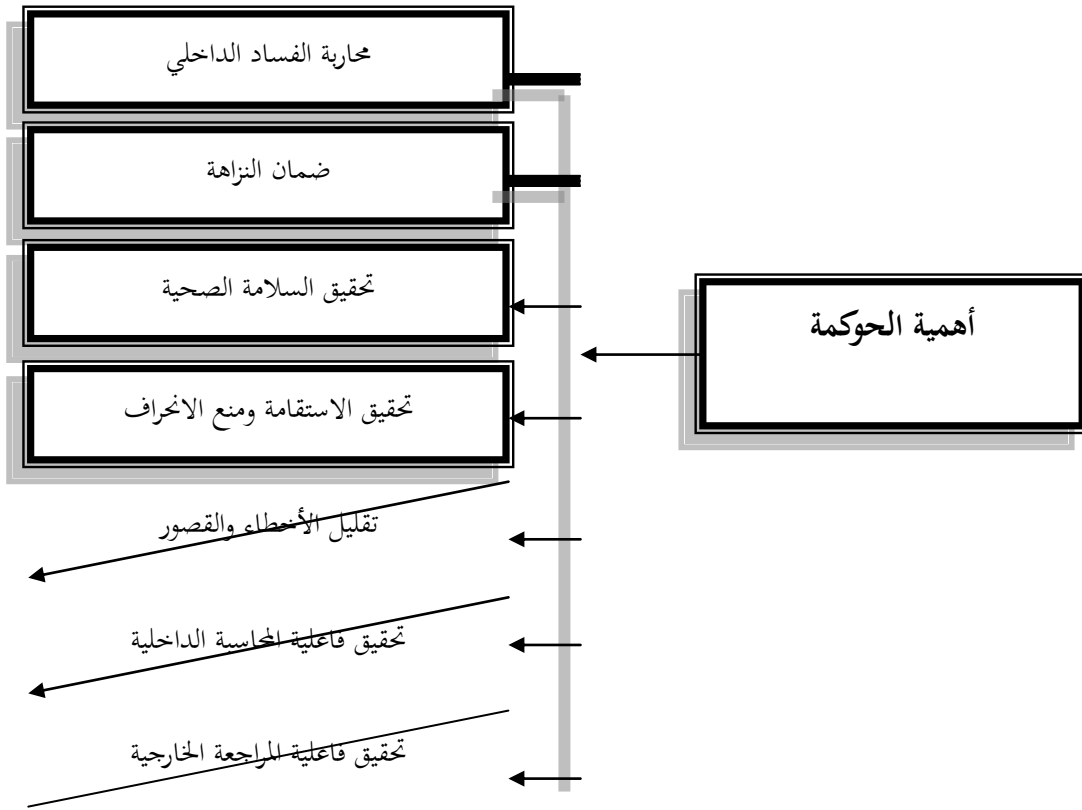 محاربة الفساد الداخلي
ضمان النزاهة
تحقيق السلامة الصحية
أهمية الحوكمة
تحقيق الاستقامة ومنع الانحراف
تقليل الأخطاء والقصور
تحقيق فاعلية المحاسبة الداخلية
تحقيق فاعلية المراجعة الخارجية